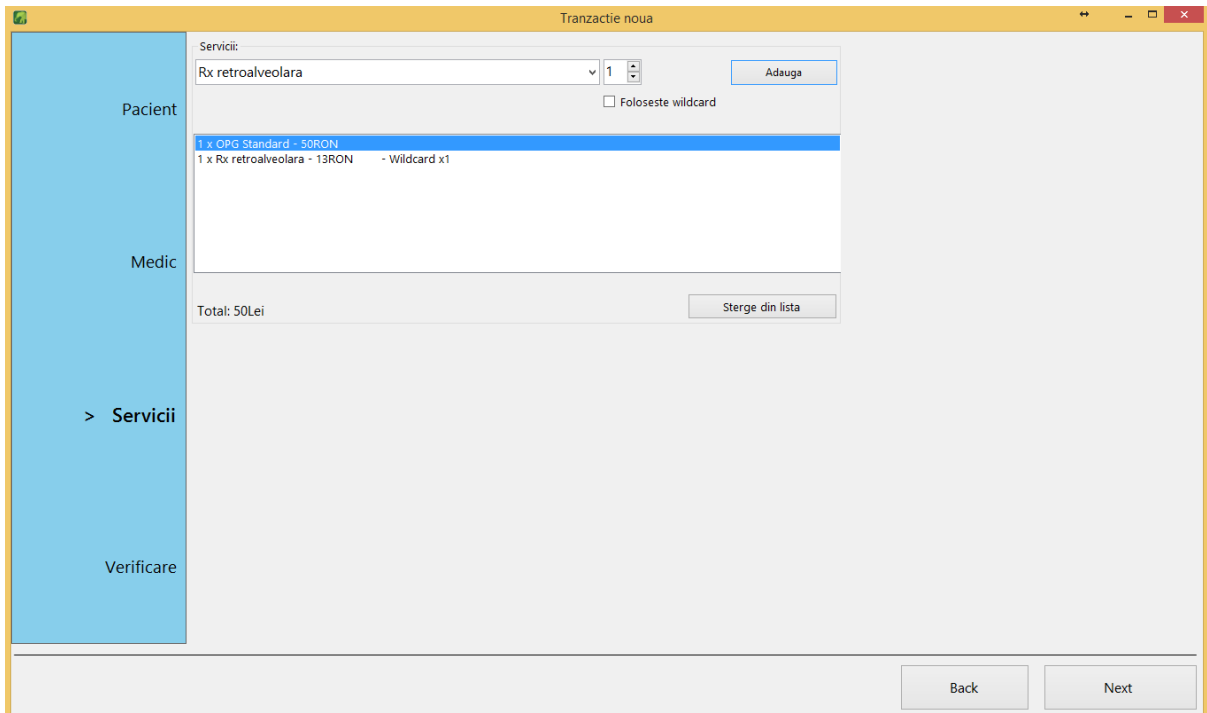 Tranzactie noua
Servicii:
Rx retroalveolara 1 Adauga
Foloseste wildcard
1 x OPG Standard - 50RON
1 x Rx retroalveolara - 13RON - Wildcard x1
Total: 50Lei Sterge din lista
Pacient
Medic
> Servicii
Verificare
Back Next